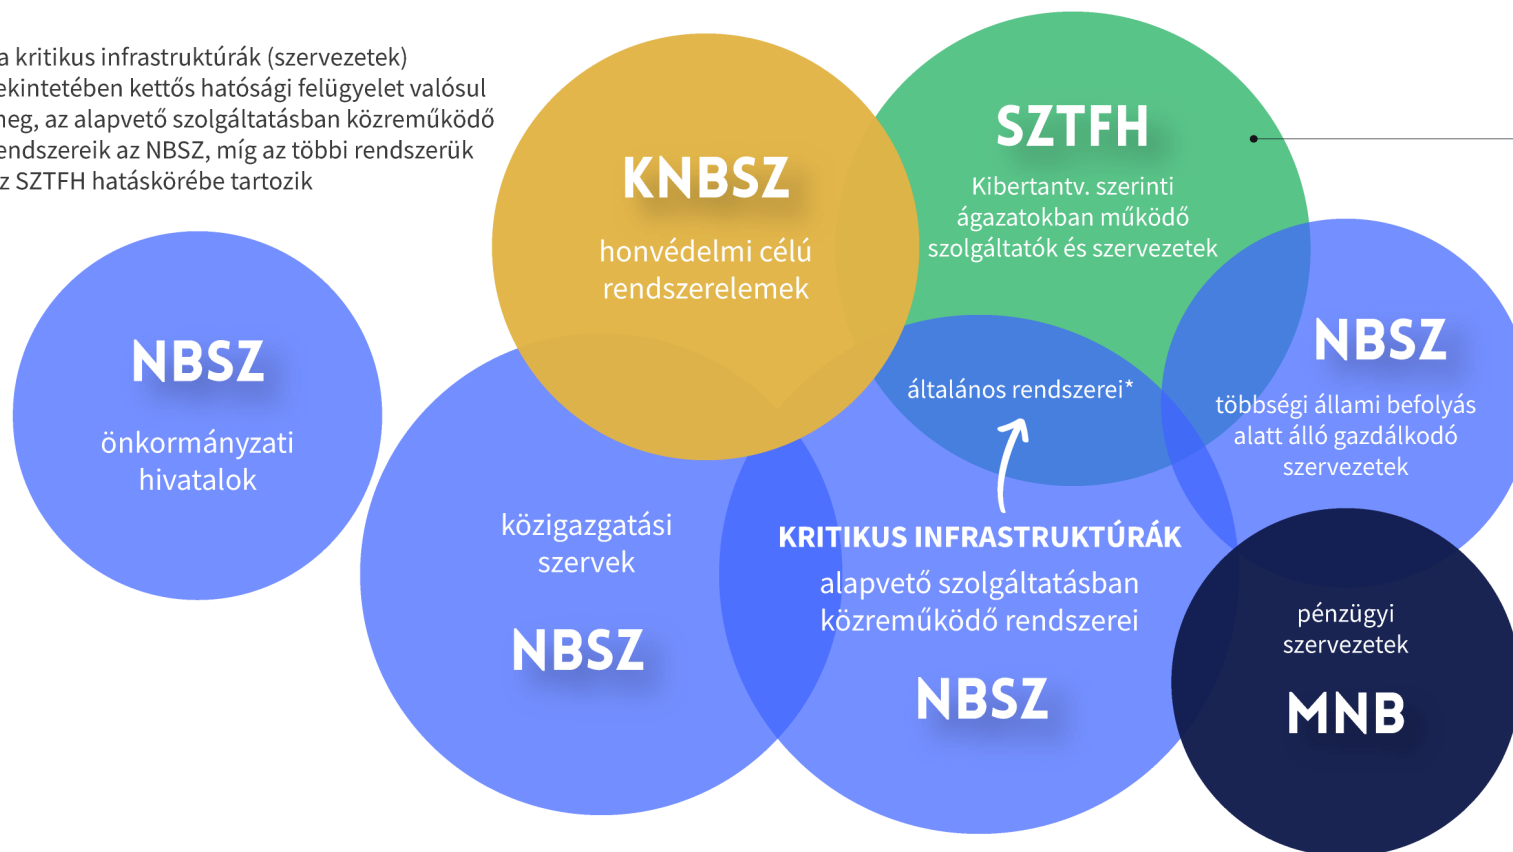 a kritikus infrastruktúrák (szervezetek)
ekintetében kettős hatósági felügyelet valósul
neg, az alapvető szolgáltatásban közreműködő
endszereik az NBSZ, míg az többi rendszerük
z SZTFH hatáskörébe tartozik
KNBSZ
honvédelmi célú
rendszerelemek
SZTFH
Kibertantv. szerinti
ágazatokban működő
szolgáltatók és szervezetek
NBSZ
önkormányzati
hivatalok
általános rendszerei*
NBSZ
többségi állami befolyás
alatt álló gazdálkodó
szervezetek
közigazgatási
szervek
NBSZ
KRITIKUS INFRASTRUKTÚRÁK
alapvető szolgáltatásban
közreműködő rendszerei
NBSZ
pénzügyi
szervezetek
MNB